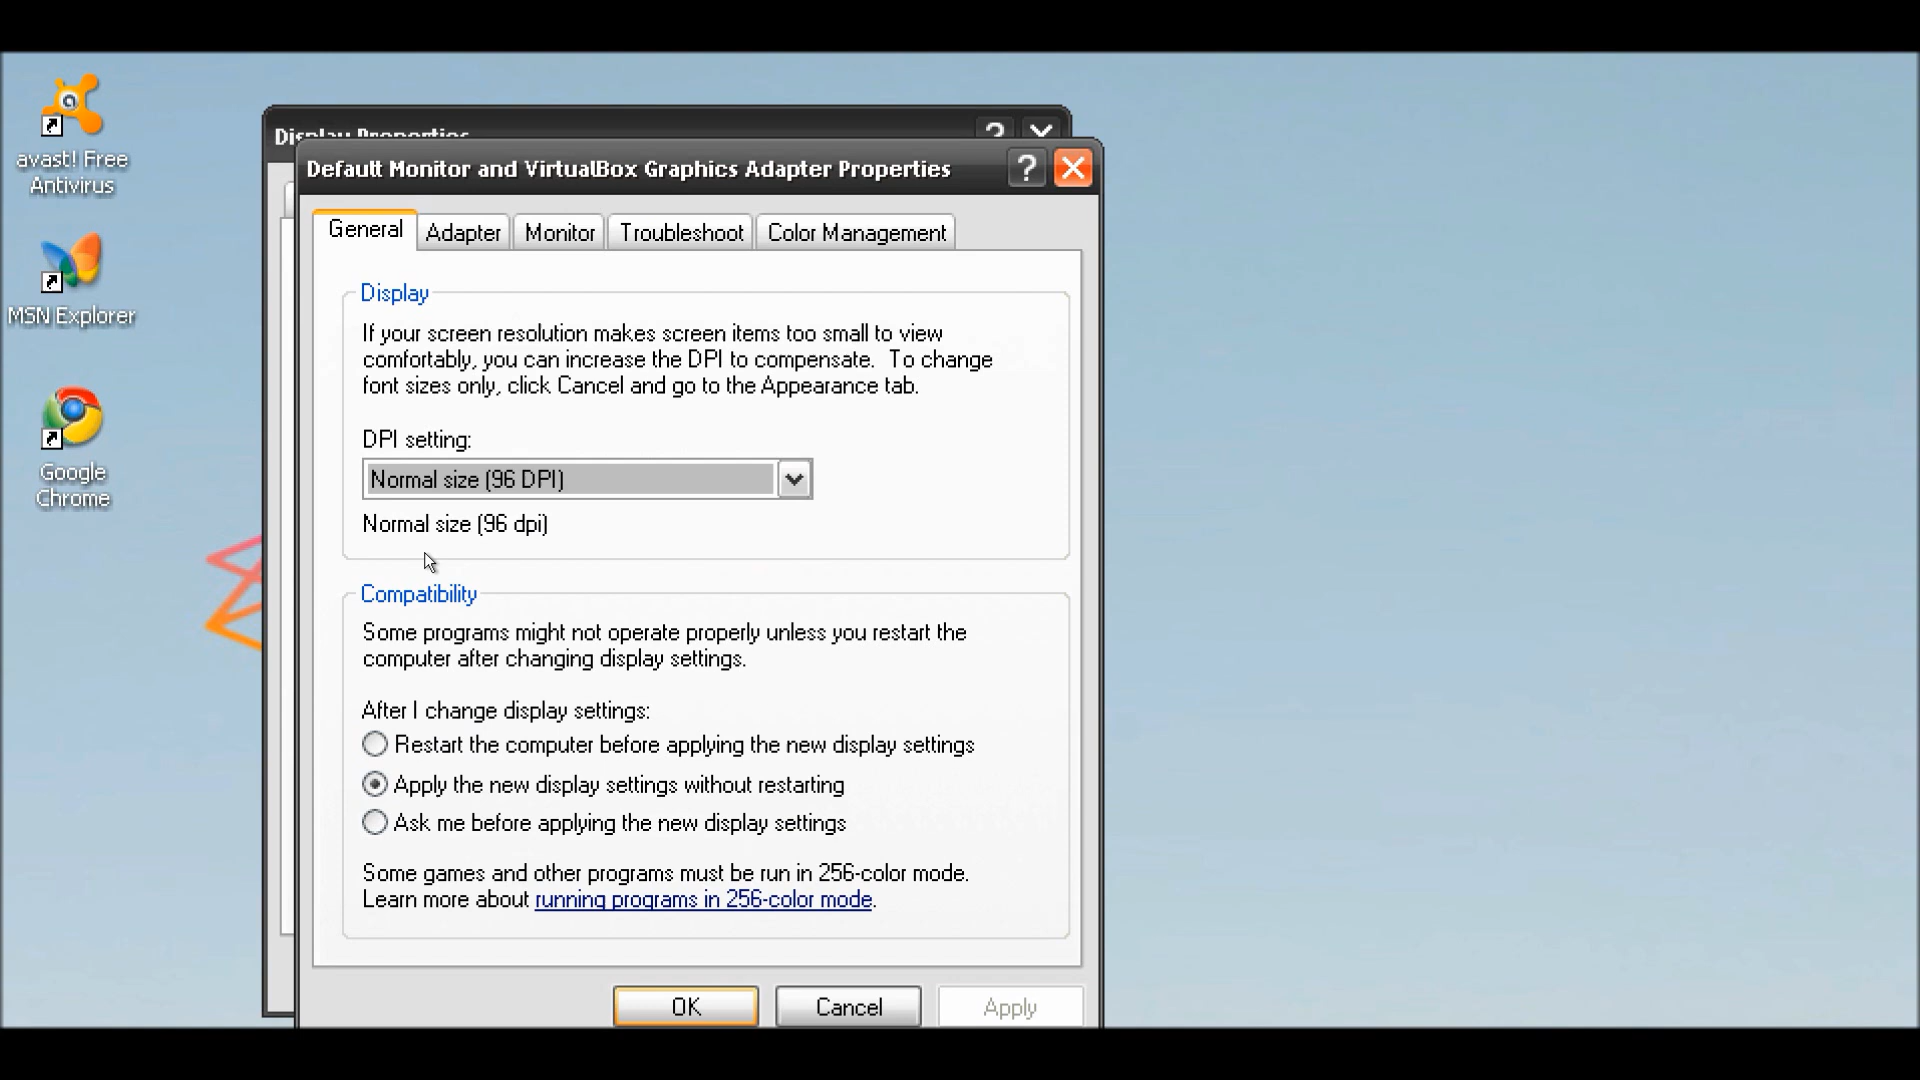 avast! Free
Antivirus
MSN Explorer
Google
Chrome
Display Properties
Default Monitor and VirtualBox Graphics Adapter Properties
General
Adapter
Monitor
Troubleshoot
Color Management
Display
If your screen resolution makes screen items too small to view
comfortably, you can increase the DPI to compensate. To change
font sizes only, click Cancel and go to the Appearance tab.
DPI setting:
Normal size (96 DPI)
Normal size (96 dpi)
Compatibility
Some programs might not operate properly unless you restart the
computer after changing display settings.
After I change display settings:
Restart the computer before applying the new display settings
Apply the new display settings without restarting
Ask me before applying the new display settings
Some games and other programs must be run in 256-color mode.
Learn more about running programs in 256-color mode.
OK
Cancel
Apply